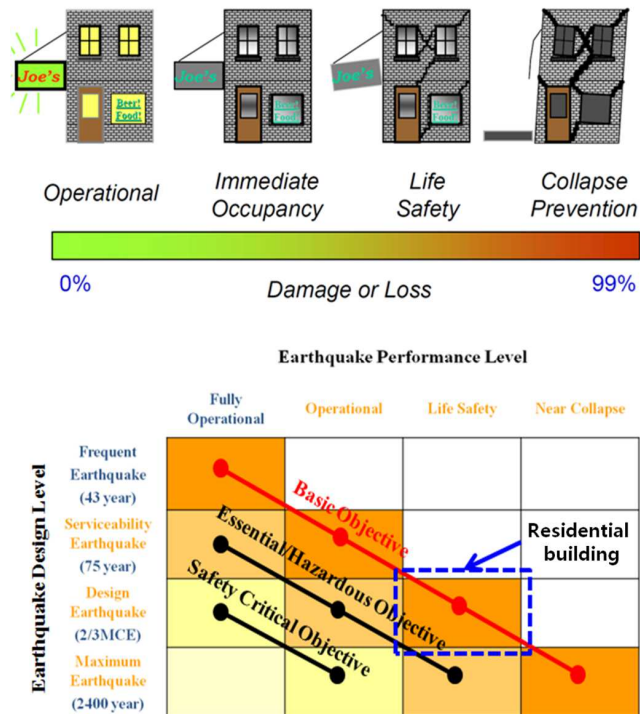 Joe's
Beer!
Food!
Joe's
Beer!
Food!
Joe's
Beer!
Food!
Operational
Immediate
Occupancy
Life
Safety
Collapse
Prevention
0%
Damage or Loss
99%
Earthquake Performance Level
Fully
Operational
Operational
Life Safety
Near Collapse
Earthquake Design Level
Frequent
Earthquake
(43 year)
Serviceability
Earthquake
(75 year)
Design
Earthquake
(2/3MCE)
Maximum
Earthquake
(2400 year)
Basic Objective
Essential/Hazardous Objective
Safety Critical Objective
Residential
building